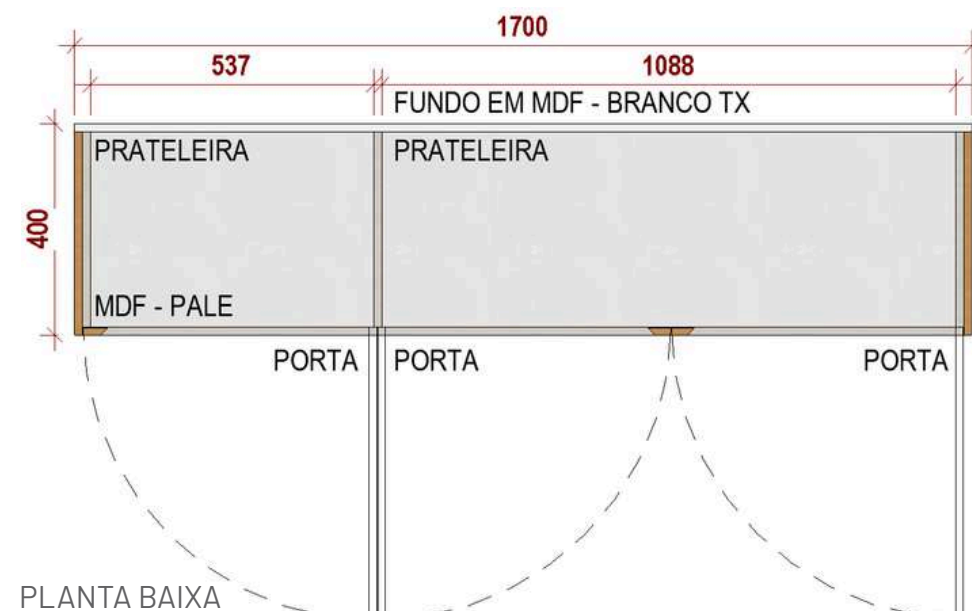 1700
537
1088
FUNDO EM MDF - BRANCO TX
PRATELEIRA
PRATELEIRA
400
MDF - PALE
PORTA
PORTA
PORTA
PLANTA BAIXA